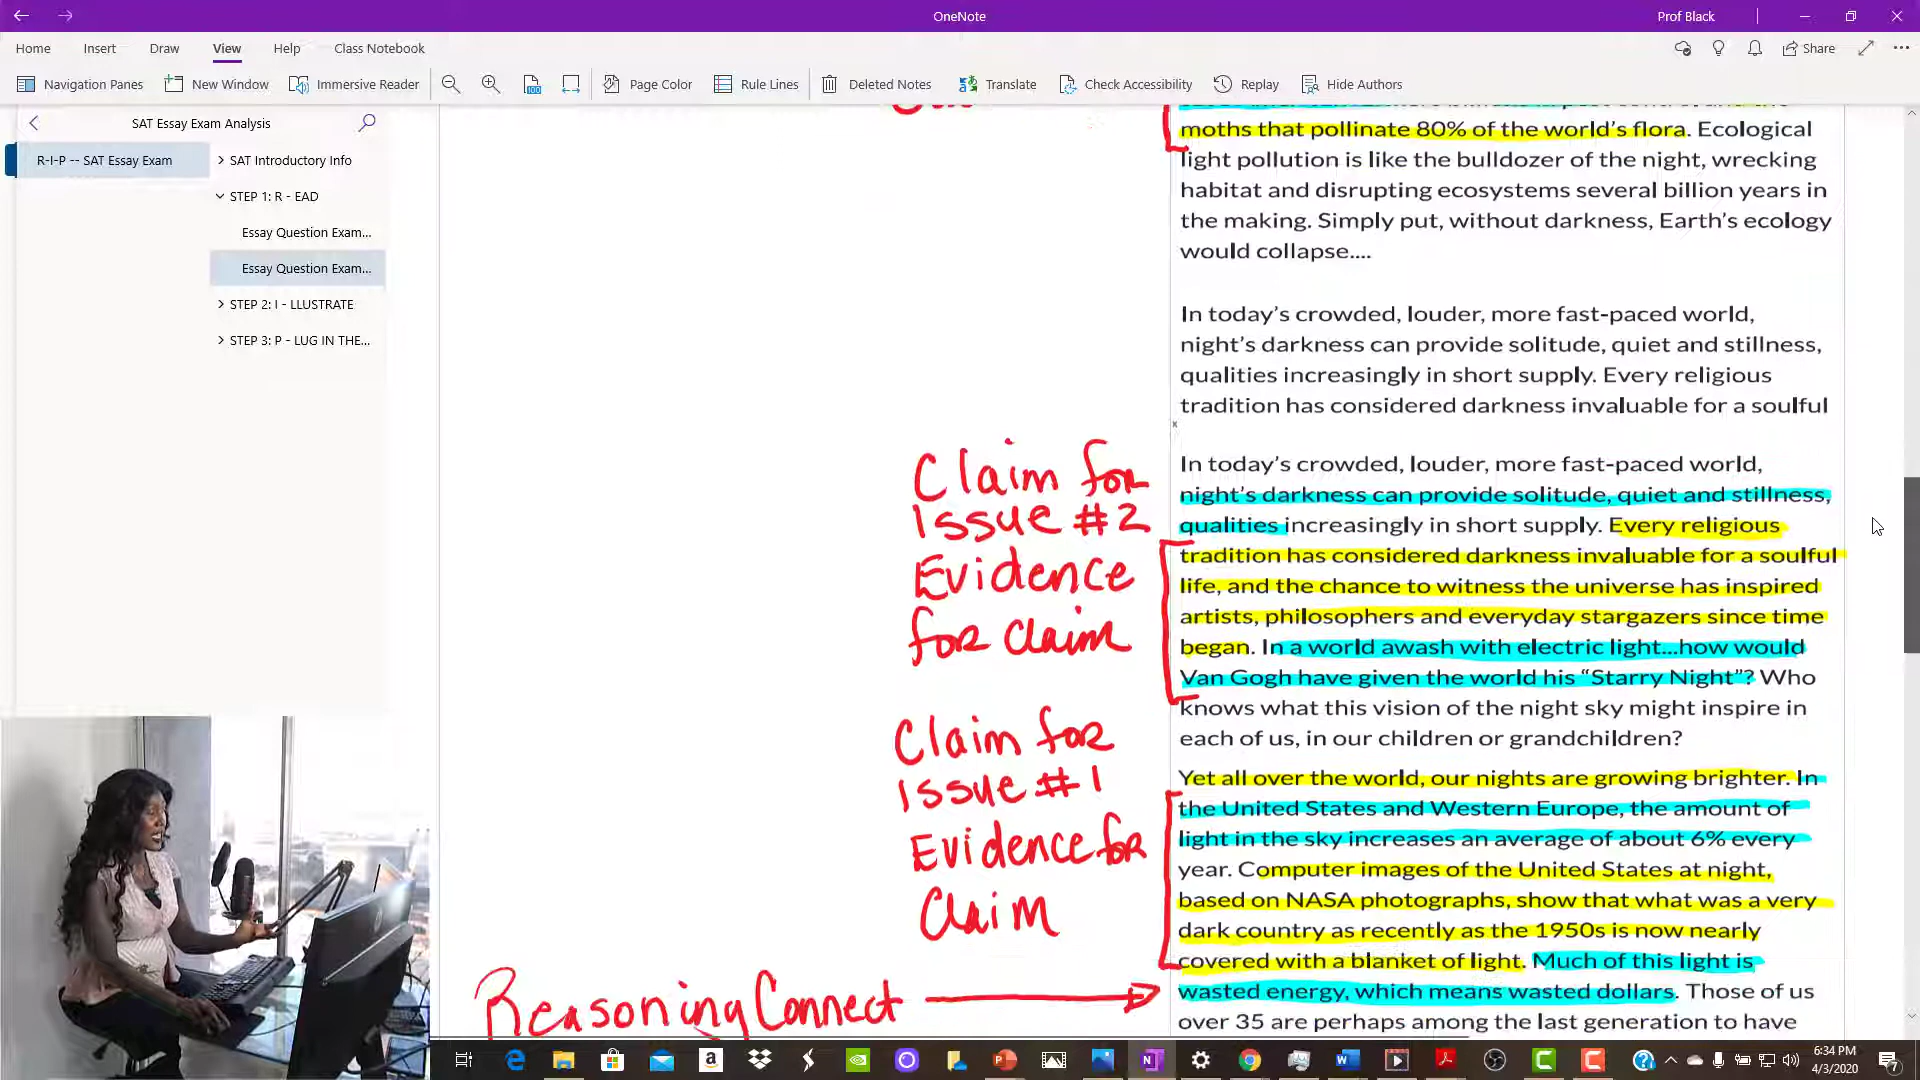 OneNote
Prof Black
Home Insert Draw View Help Class Notebook
Share
Navigation Panes New Window Immersive Reader 100 Page Color Rule Lines Deleted Notes Translate Check Accessibility Replay Hide Authors
SAT Essay Exam Analysis
R-I-P -- SAT Essay Exam
SAT Introductory Info
STEP 1: R - EAD
Essay Question Exam...
Essay Question Exam...
STEP 2: I - LLUSTRATE
STEP 3: P - LUG IN THE...
moths that pollinate 80% of the world's flora. Ecological
light pollution is like the bulldozer of the night, wrecking
habitat and disrupting ecosystems several billion years in
the making. Simply put, without darkness, Earth's ecology
would collapse....
In today's crowded, louder, more fast-paced world,
night's darkness can provide solitude, quiet and stillness,
qualities increasingly in short supply. Every religious
tradition has considered darkness invaluable for a soulful
Claim for
Issue #2
Evidence
for Claim
In today's crowded, louder, more fast-paced world,
night's darkness can provide solitude, quiet and stillness,
qualities increasingly in short supply. Every religious
tradition has considered darkness invaluable for a soulful
life, and the chance to witness the universe has inspired
artists, philosophers and everyday stargazers since time
began. In a world awash with electric light...how would
Van Gogh have given the world his "Starry Night"? Who
knows what this vision of the night sky might inspire in
each of us, in our children or grandchildren?
Claim for
Issue #1
Evidence for
Claim
Yet all over the world, our nights are growing brighter. In
the United States and Western Europe, the amount of
light in the sky increases an average of about 6% every
year. Computer images of the United States at night,
based on NASA photographs, show that what was a very
dark country as recently as the 1950s is now nearly
covered with a blanket of light. Much of this light is
wasted energy, which means wasted dollars. Those of us
over 35 are perhaps among the last generation to have
Reasoning Connect
6:34 PM
4/3/2020